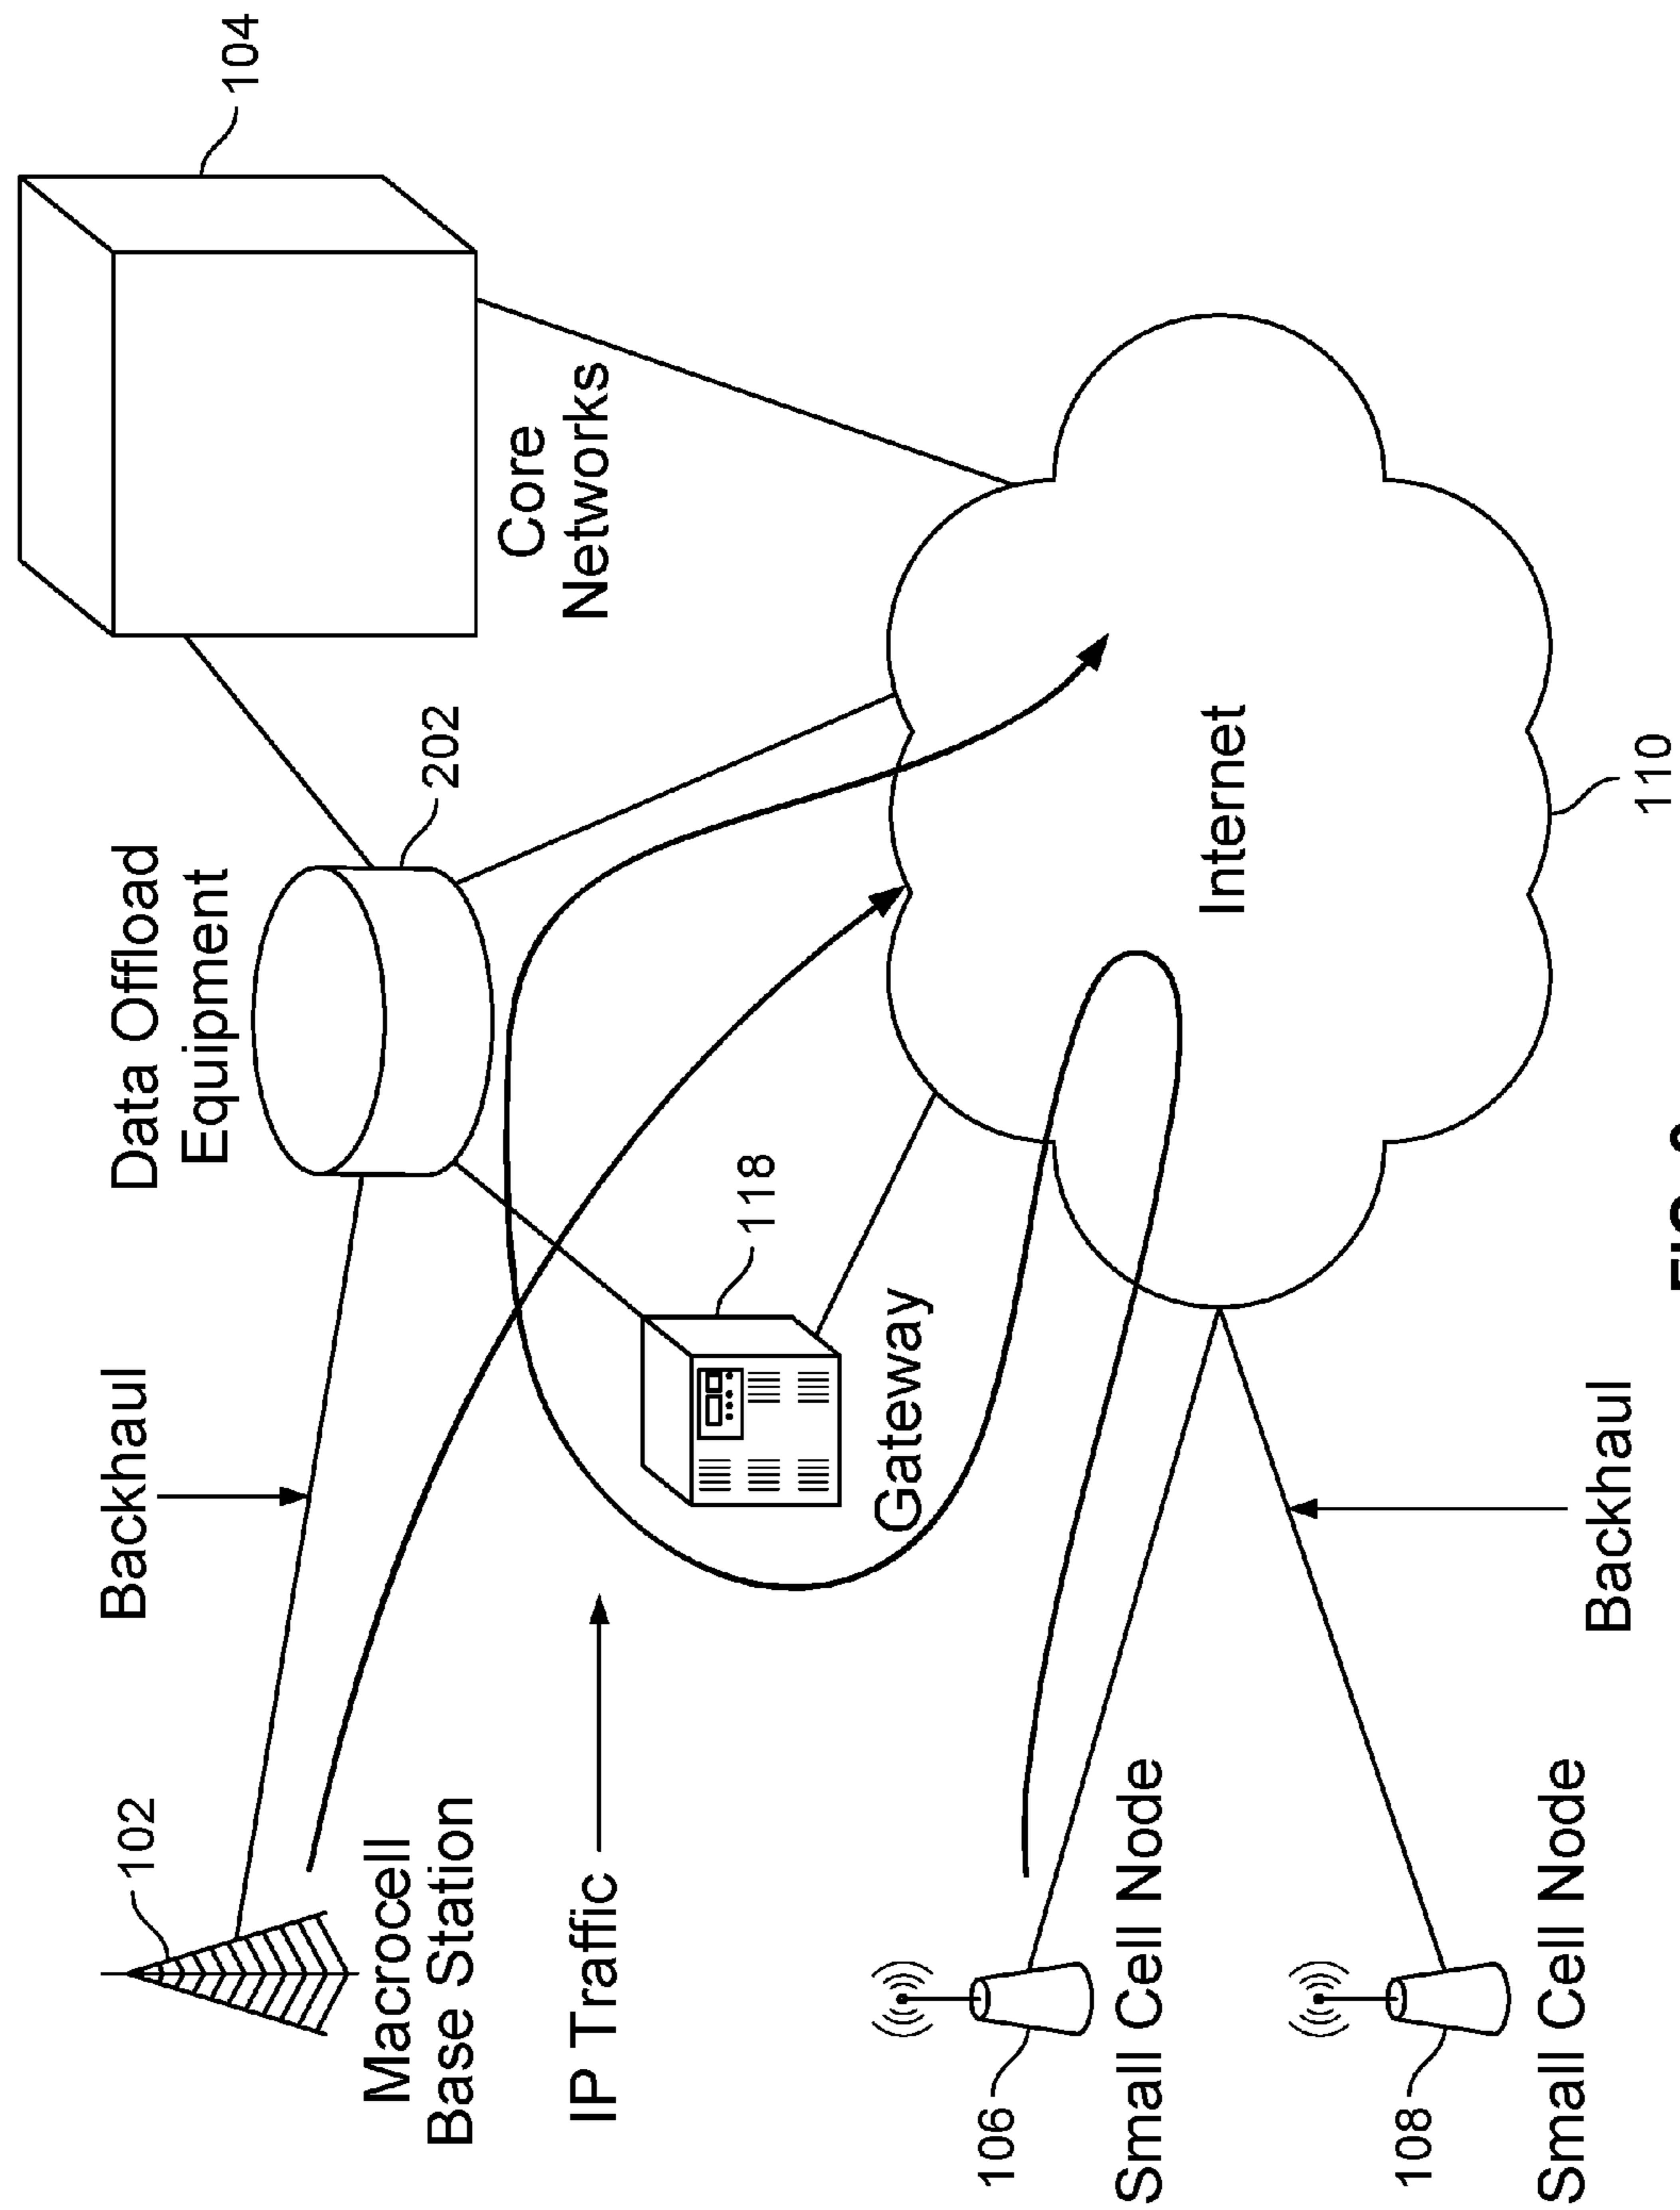 Backhaul
Data Offload
Equipment
104
102
202
Macrocell
Base Station
Core
Networks
IP Traffic
118
Gateway
106
Small Cell Node
Internet
108
Small Cell Node
Backhaul
110
FIG.